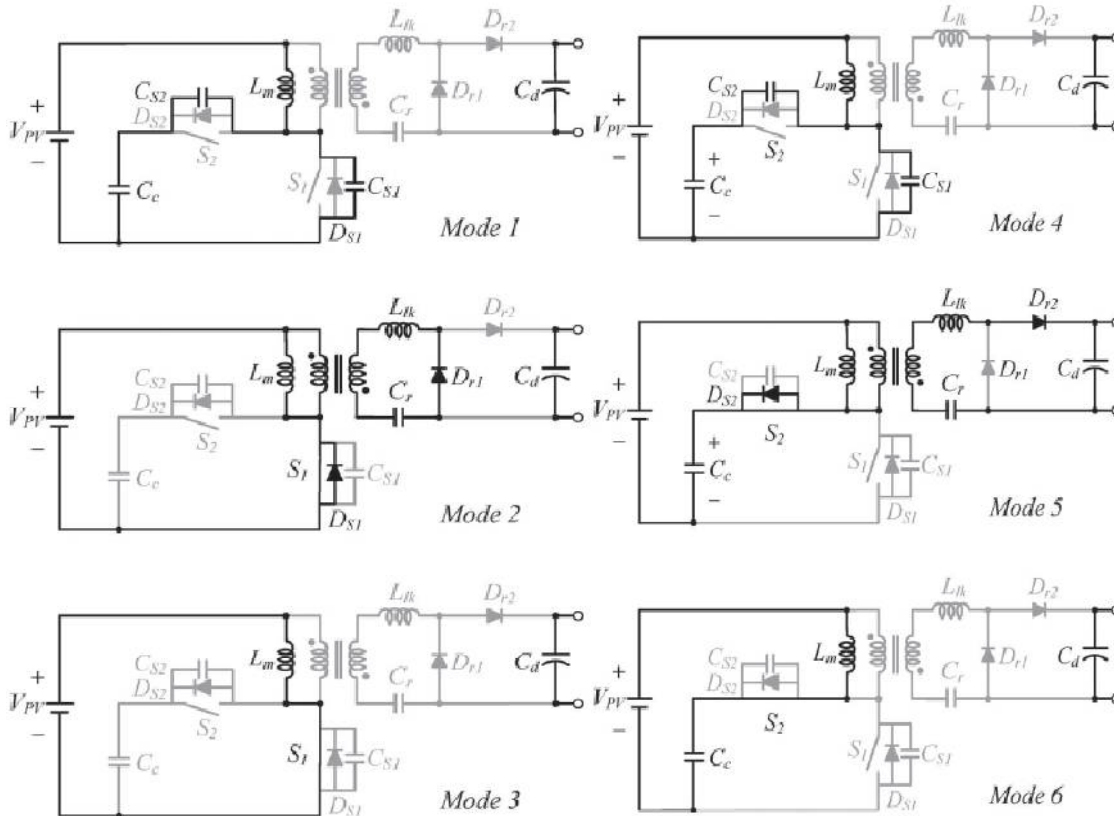 L_lk D_r2
C_S2 L_m
D_S2 C_r D_r1 C_d
+ V_PV −
S_2
C_c S_1 C_S1
D_S1 Mode 1
L_lk D_r2
C_S2 L_m
D_S2 C_r D_r1 C_d
+ V_PV −
S_2
+ C_c − S_1 C_S1
D_S1 Mode 4
L_lk D_r2
C_S2 L_m
D_S2 C_r D_r1 C_d
+ V_PV −
S_2
C_c S_1 C_S1
D_S1 Mode 2
L_lk D_r2
C_S2 L_m
D_S2 C_r D_r1 C_d
+ V_PV −
S_2
+ C_c − S_1 C_S1
D_S1 Mode 5
L_lk D_r2
C_S2 L_m
D_S2 C_r D_r1 C_d
+ V_PV −
S_2
C_c S_1 C_S1
D_S1 Mode 3
L_lk D_r2
C_S2 L_m
D_S2 C_r D_r1 C_d
+ V_PV −
S_2
C_c S_1 C_S1
D_S1 Mode 6